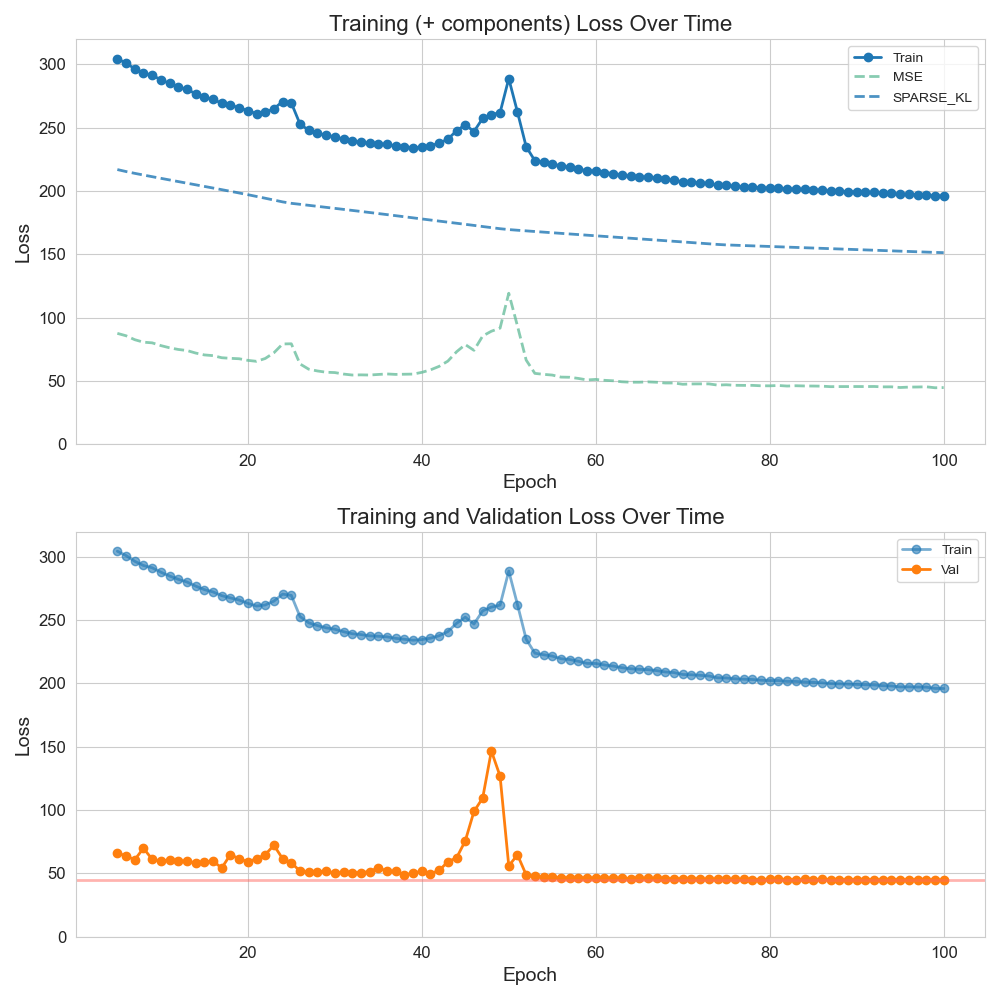 Training (+ components) Loss Over Time
Train
MSE
SPARSE_KL
300
250
200
150
100
50
0
Loss
20 40 60 80 100
Epoch
Training and Validation Loss Over Time
Train
Val
300
250
200
150
100
50
0
Loss
20 40 60 80 100
Epoch